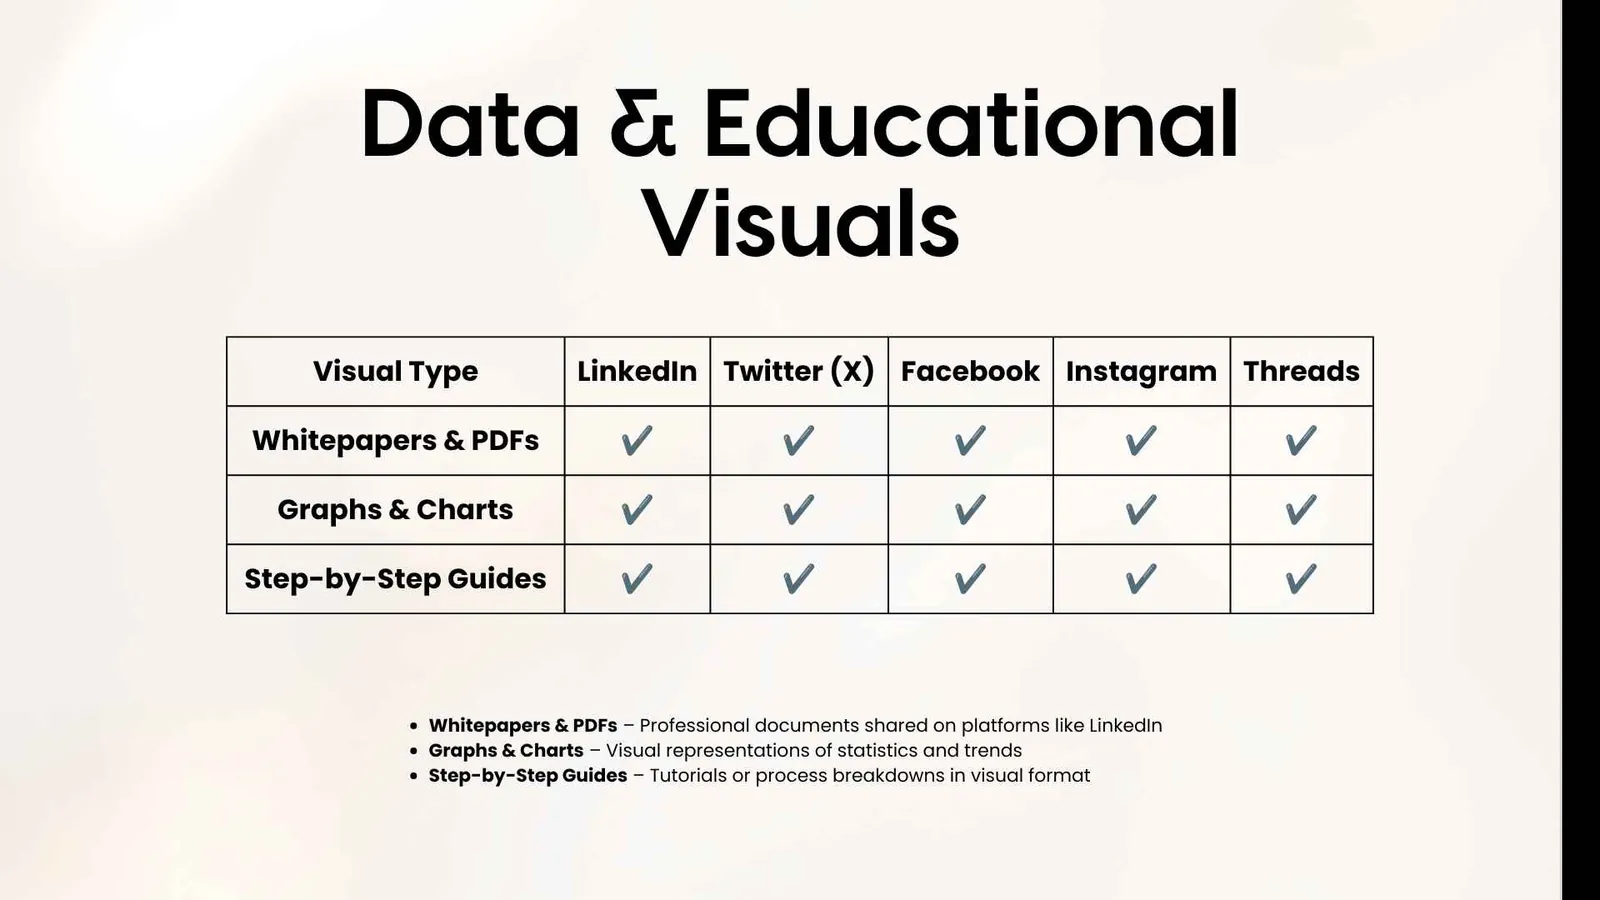 Data & Educational
Visuals
Visual Type LinkedIn Twitter (X) Facebook Instagram Threads
Whitepapers & PDFs ✔ ✔ ✔ ✔ ✔
Graphs & Charts ✔ ✔ ✔ ✔ ✔
Step-by-Step Guides ✔ ✔ ✔ ✔ ✔
• Whitepapers & PDFs – Professional documents shared on platforms like LinkedIn
• Graphs & Charts – Visual representations of statistics and trends
• Step-by-Step Guides – Tutorials or process breakdowns in visual format